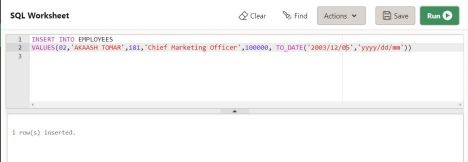 SQL Worksheet
Clear
Find
Actions
Save
Run
1 INSERT INTO EMPLOYEES
2 VALUES(02,'AKAASH TOMAR',181,'Chief Marketing Officer',100000, TO_DATE('2003/12/05','yyyy/dd/mm'))
3
1 row(s) inserted.